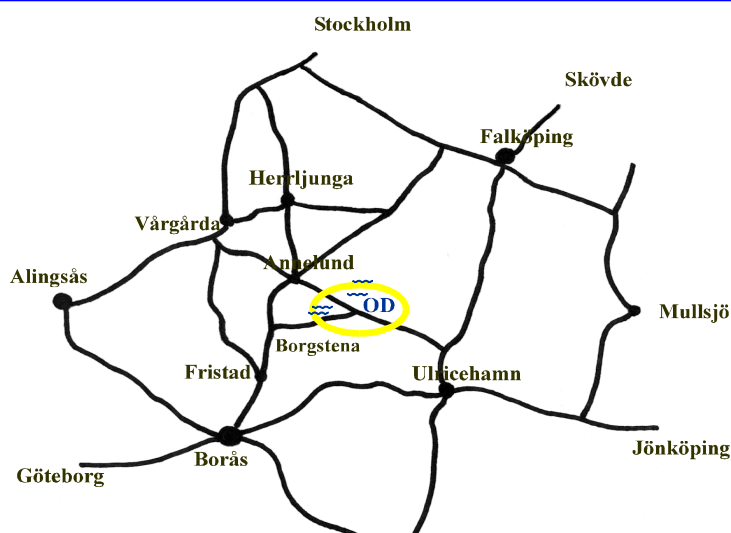 Stockholm
Skövde
Falköping
Herrljunga
Vårgårda
Annelund
Alingsås
OD
Mullsjö
Borgstena
Fristad
Ulricehamn
Jönköping
Borås
Göteborg